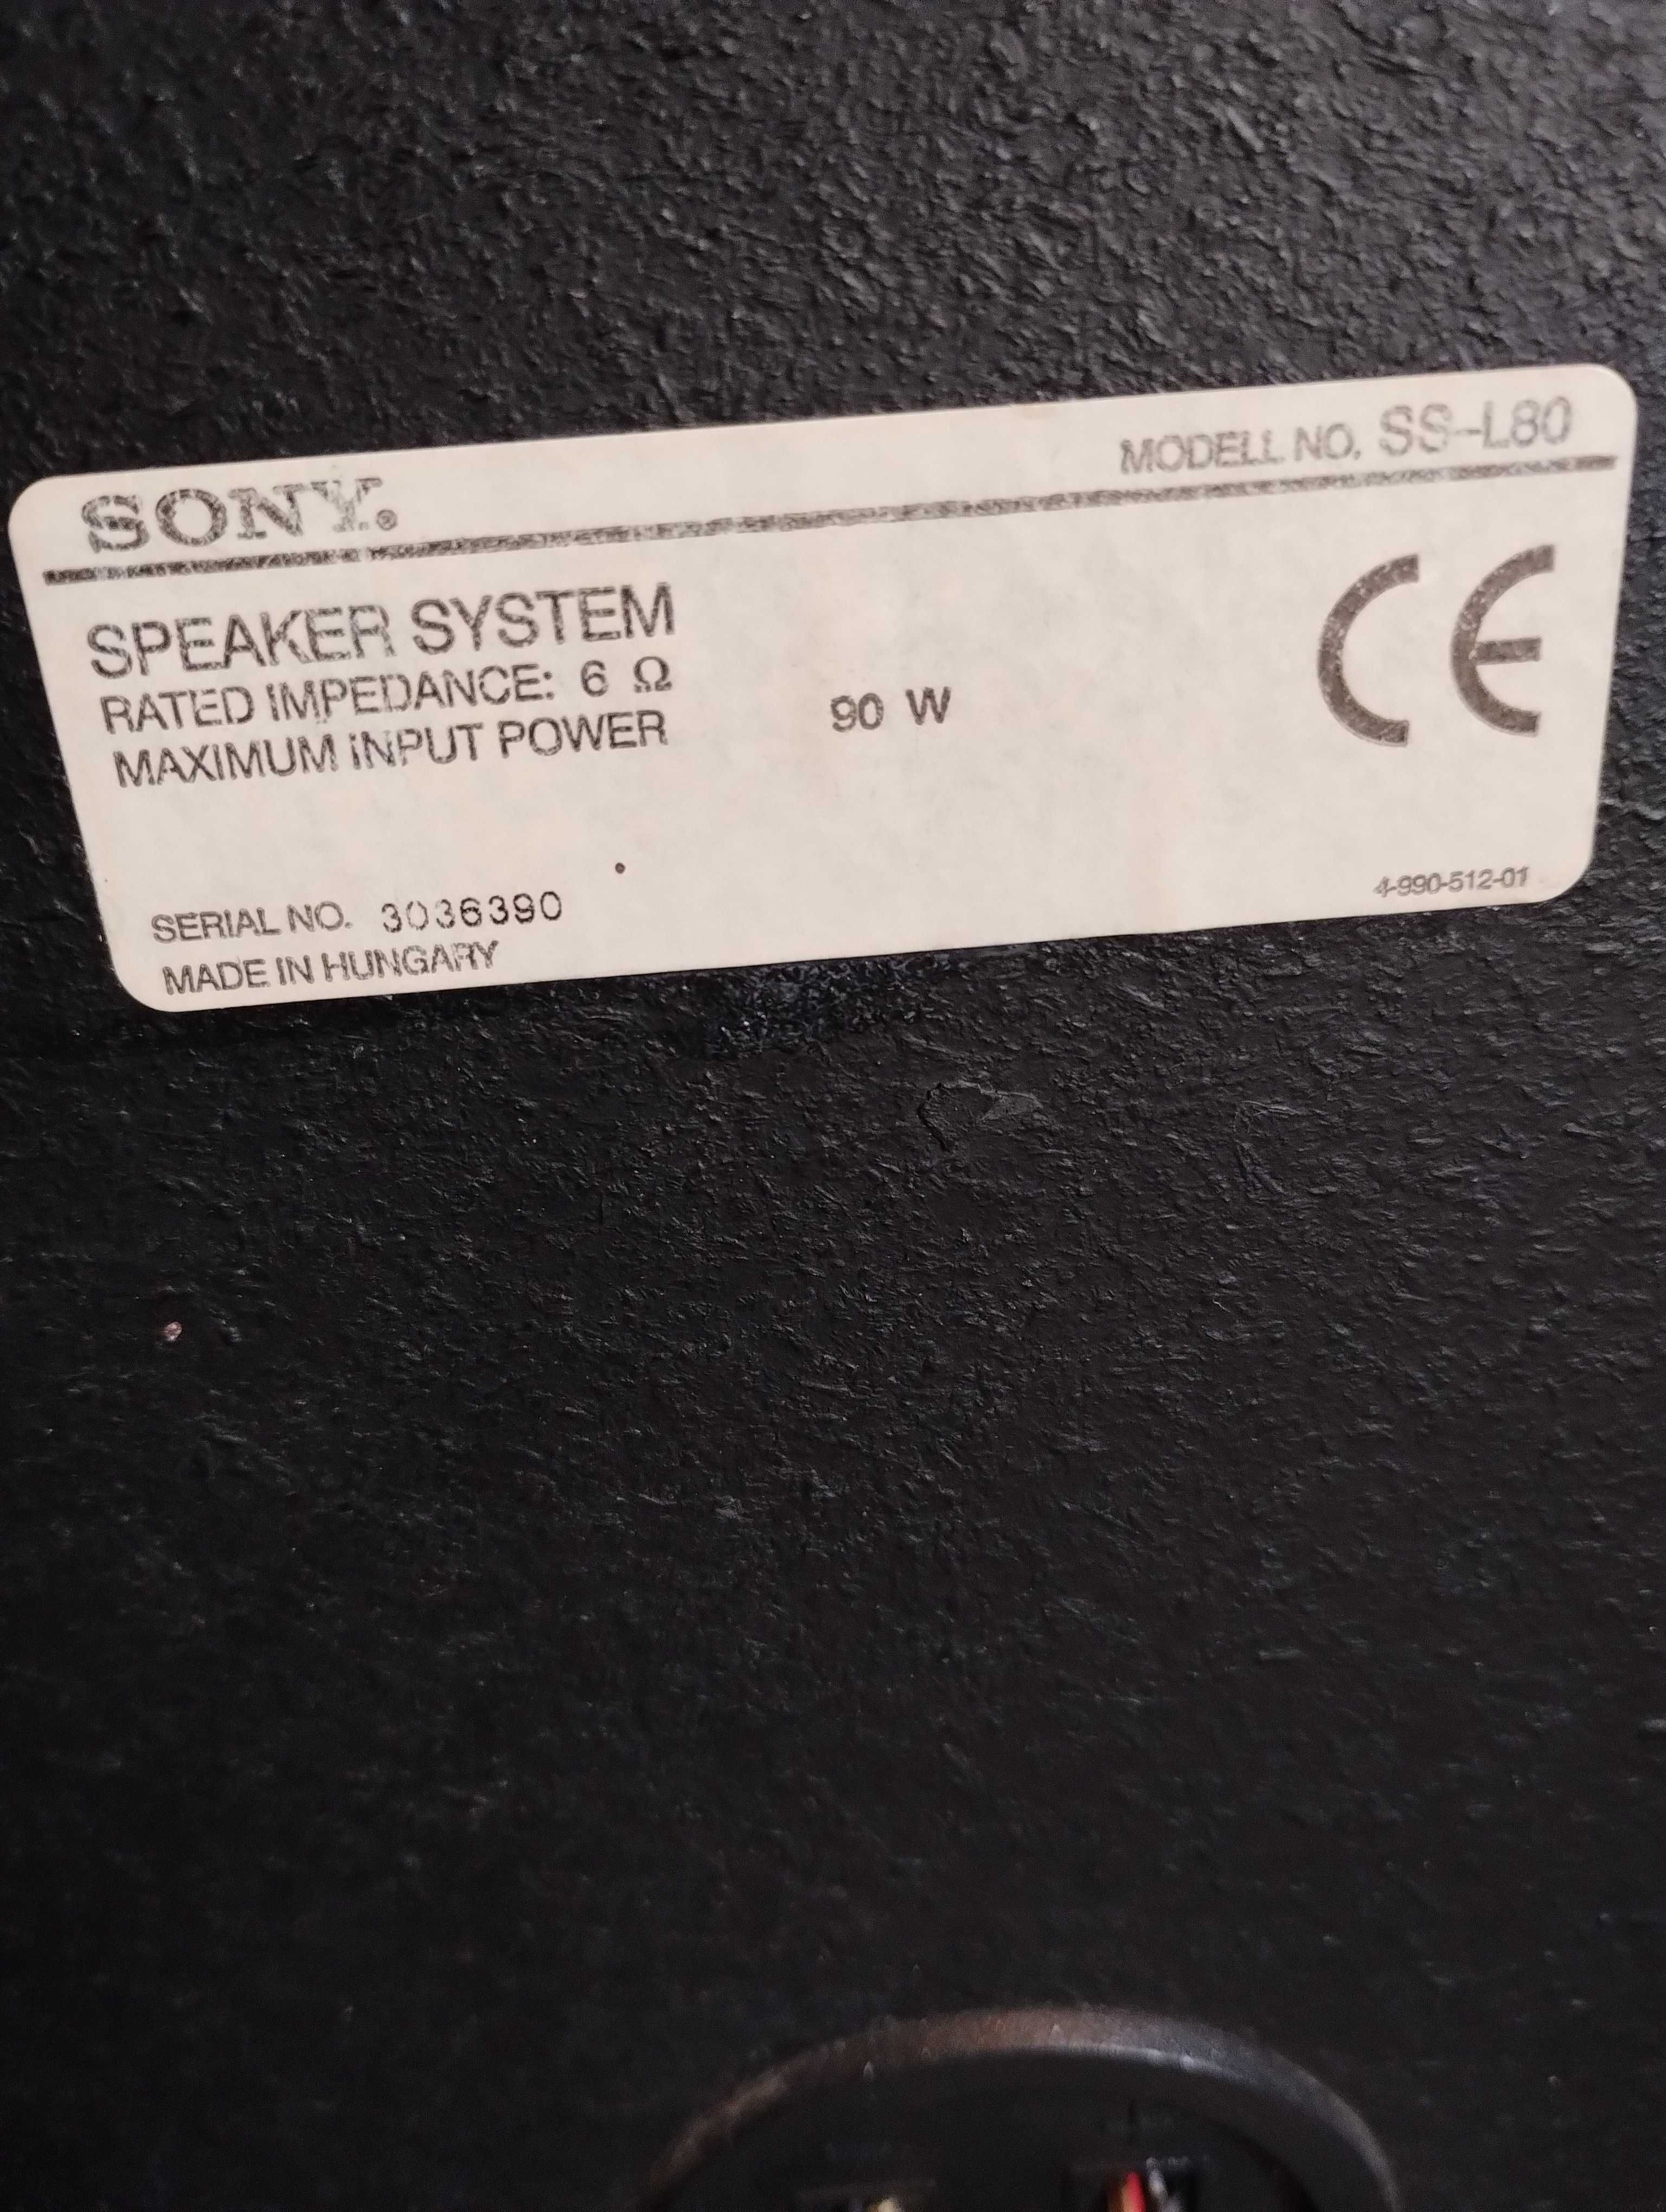 SONY®
MODELL NO. SS-L80
SPEAKER SYSTEM
RATED IMPEDANCE: 6 Ω
MAXIMUM INPUT POWER 90 W
CE
SERIAL NO. 3036390
MADE IN HUNGARY
4-990-512-01